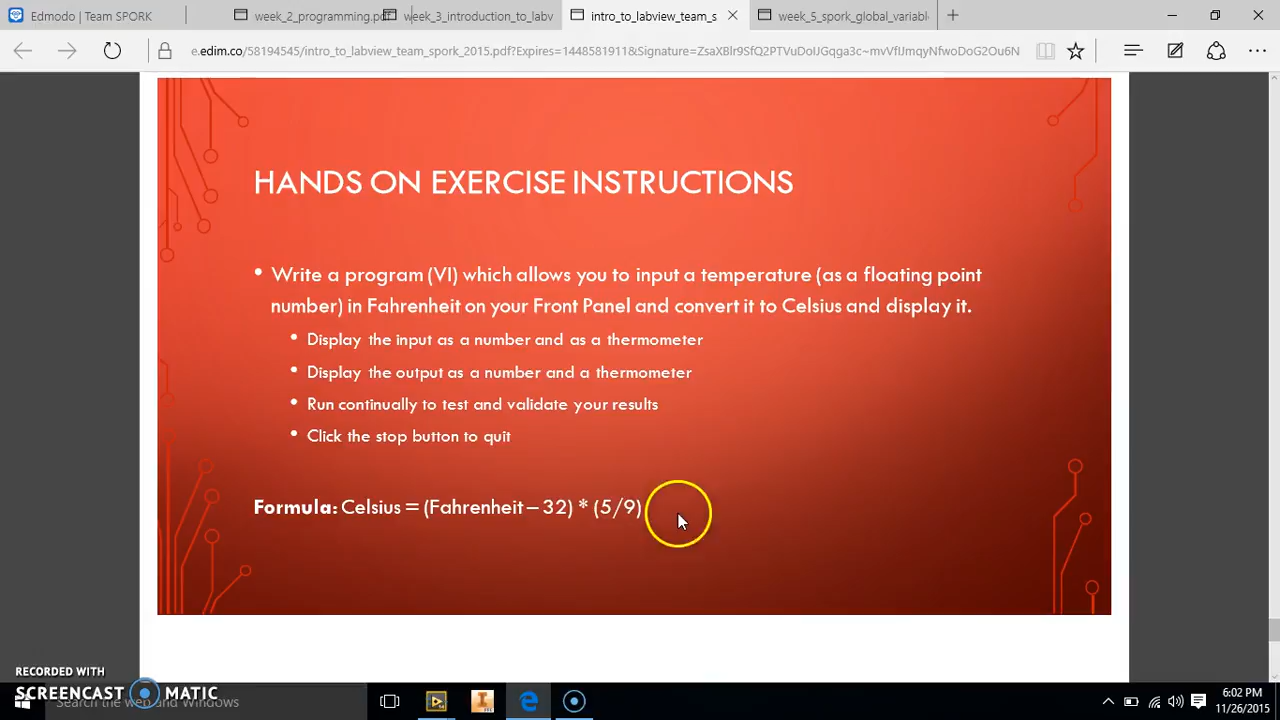 Edmodo | Team SPORK
week_2_programming.pdf
week_3_introduction_to_labv
intro_to_labview_team_s
week_5_spork_global_variabl
e.edim.co/58194545/intro_to_labview_team_spork_2015.pdf?Expires=1448581911&Signature=ZsaXBlr9SfQ2PTVuDoIJGqga3c~mvVfIJmqyNfwoDoG2Ou6N
HANDS ON EXERCISE INSTRUCTIONS
• Write a program (VI) which allows you to input a temperature (as a floating point
number) in Fahrenheit on your Front Panel and convert it to Celsius and display it.
• Display the input as a number and as a thermometer
• Display the output as a number and a thermometer
• Run continually to test and validate your results
• Click the stop button to quit
Formula: Celsius = (Fahrenheit – 32) * (5/9)
RECORDED WITH
SCREENCAST MATIC
Search the web and Windows
6:02 PM
11/26/2015